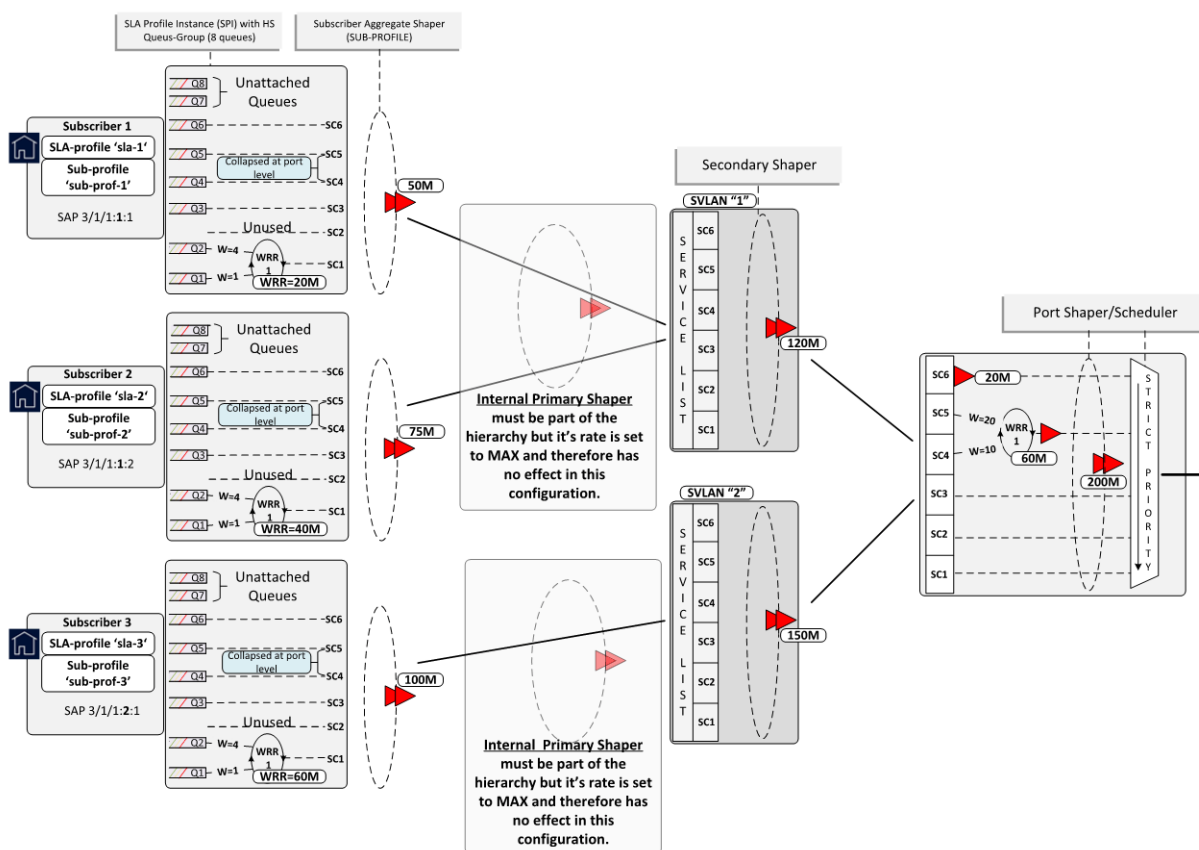 SLA Profile Instance (SPI) with HS
Queus-Group (8 queues)
Subscriber Aggregate Shaper
(SUB-PROFILE)
Subscriber 1
SLA-profile ‘sla-1‘
Sub-profile
‘sub-prof-1’
SAP 3/1/1:1:1
Q8
Q7
Unattached
Queues
Q6
SC6
Q5
SC5
Collapsed at port
level
Q4
SC4
Q3
SC3
Unused
SC2
Q2
W=4
WRR
1
SC1
Q1
W=1
WRR=20M
50M
Subscriber 2
SLA-profile ‘sla-2‘
Sub-profile
‘sub-prof-2’
SAP 3/1/1:1:2
Q8
Q7
Unattached
Queues
Q6
SC6
Q5
SC5
Collapsed at port
level
Q4
SC4
Q3
SC3
Unused
SC2
Q2
W=4
WRR
1
SC1
Q1
W=1
WRR=40M
75M
Subscriber 3
SLA-profile ‘sla-3‘
Sub-profile
‘sub-prof-3’
SAP 3/1/1:2:1
Q8
Q7
Unattached
Queues
Q6
SC6
Q5
SC5
Collapsed at port
level
Q4
SC4
Q3
SC3
Unused
SC2
Q2
W=4
WRR
1
SC1
Q1
W=1
WRR=60M
100M
Internal Primary Shaper
must be part of the
hierarchy but it’s rate is set
to MAX and therefore has
no effect in this
configuration.
Internal Primary Shaper
must be part of the
hierarchy but it’s rate is set
to MAX and therefore has
no effect in this
configuration.
Secondary Shaper
SVLAN “1”
SERVICE LIST
SC6
SC5
SC4
SC3
SC2
SC1
120M
SVLAN “2”
SERVICE LIST
SC6
SC5
SC4
SC3
SC2
SC1
150M
Port Shaper/Scheduler
SC6
20M
SC5
W=20
WRR
1
SC4
W=10
60M
200M
SC3
SC2
SC1
STRICT PRIORITY